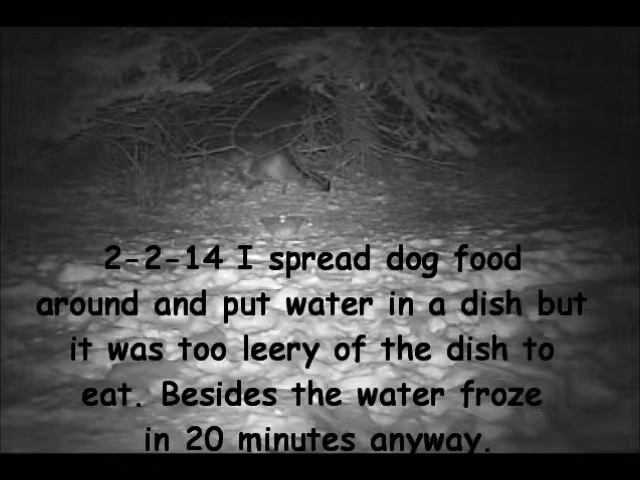 2-2-14 I spread dog food
around and put water in a dish but
it was too leery of the dish to
eat. Besides the water froze
in 20 minutes anyway.